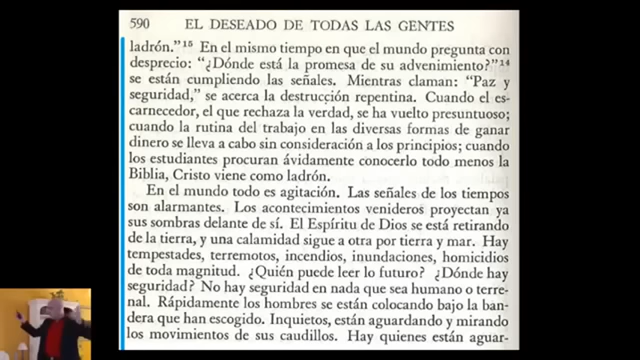 590 EL DESEADO DE TODAS LAS GENTES
ladrón.”¹⁵ En el mismo tiempo en que el mundo pregunta con
desprecio: “¿Dónde está la promesa de su advenimiento?”¹⁴
se están cumpliendo las señales. Mientras claman: “Paz y
seguridad,” se acerca la destrucción repentina. Cuando el es-
carnecedor, el que rechaza la verdad, se ha vuelto presuntuoso;
cuando la rutina del trabajo en las diversas formas de ganar
dinero se lleva a cabo sin consideración a los principios; cuando
los estudiantes procuran ávidamente conocerlo todo menos la
Biblia, Cristo viene como ladrón.
En el mundo todo es agitación. Las señales de los tiempos
son alarmantes. Los acontecimientos venideros proyectan ya
sus sombras delante de sí. El Espíritu de Dios se está retirando
de la tierra, y una calamidad sigue a otra por tierra y mar. Hay
tempestades, terremotos, incendios, inundaciones, homicidios
de toda magnitud. ¿Quién puede leer lo futuro? ¿Dónde hay
seguridad? No hay seguridad en nada que sea humano o terre-
nal. Rápidamente los hombres se están colocando bajo la ban-
dera que han escogido. Inquietos, están aguardando y mirando
los movimientos de sus caudillos. Hay quienes están aguar-